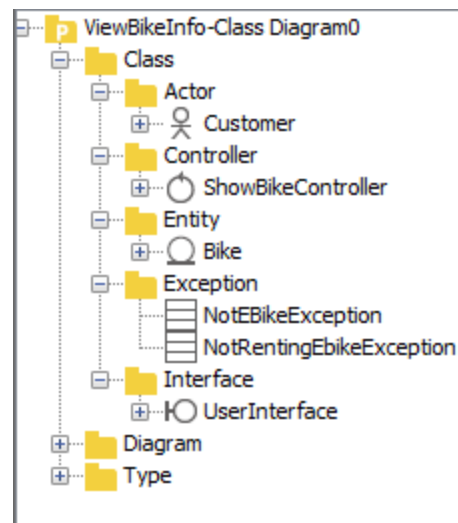 ViewBikeInfo-Class Diagram0
Class
Actor
Customer
Controller
ShowBikeController
Entity
Bike
Exception
NotEBikeException
NotRentingEbikeException
Interface
UserInterface
Diagram
Type